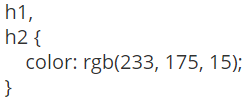 h1,
h2 {
    color: rgb(233, 175, 15);
}